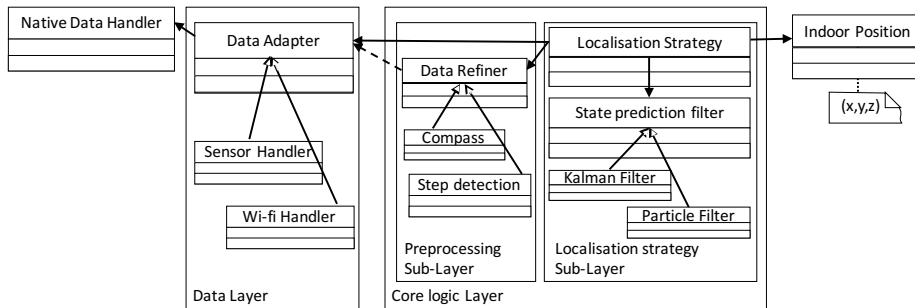 Native Data Handler
Data Adapter
Localisation Strategy
Indoor Position
Data Refiner
State prediction filter
(x,y,z)
Compass
Sensor Handler
Step detection
Kalman Filter
Wi-fi Handler
Particle Filter
Preprocessing
Sub-Layer
Localisation strategy
Sub-Layer
Data Layer
Core logic Layer